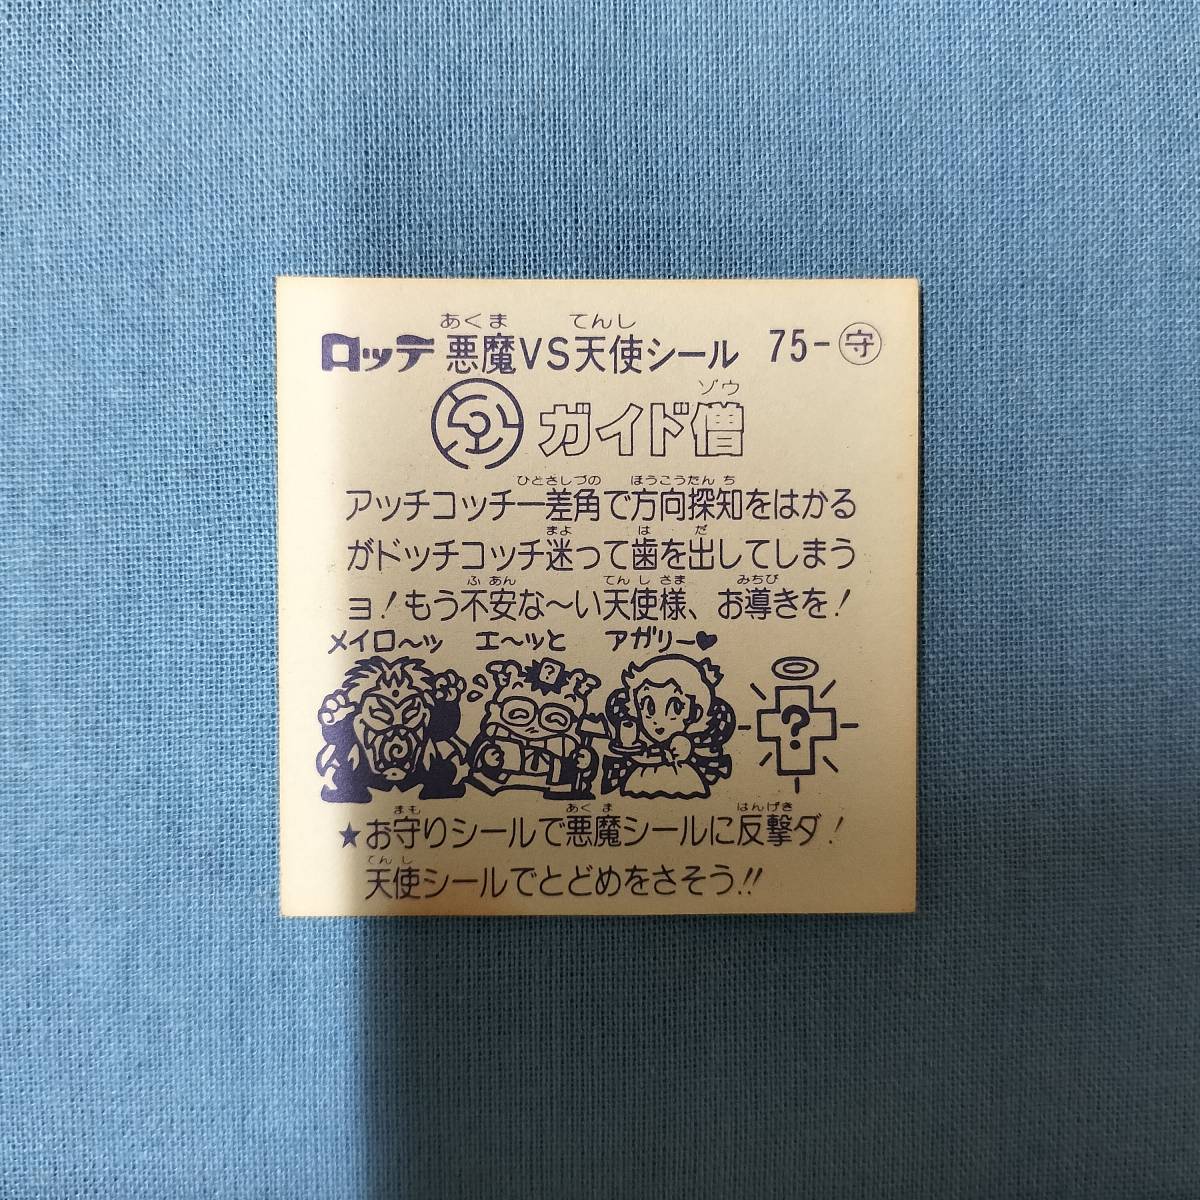 あくま てんし
ロッテ 悪魔VS天使シール 75-守
ゾウ
ガイド僧
ひとさしづの ほうこうたんち
アッチコッチ一差角で方向探知をはかる
まよ は だ
がドッチコッチ迷って歯を出してしまう
ふあん てんしさま みちび
ョ!もう不安な〜い天使様、お導きを!
メイロ〜ッ エ〜ッと アガリー♥
?
?
まも あくま はんげき
★お守りシールで悪魔シールに反撃ダ!
てんし
天使シールでとどめをさそう!!